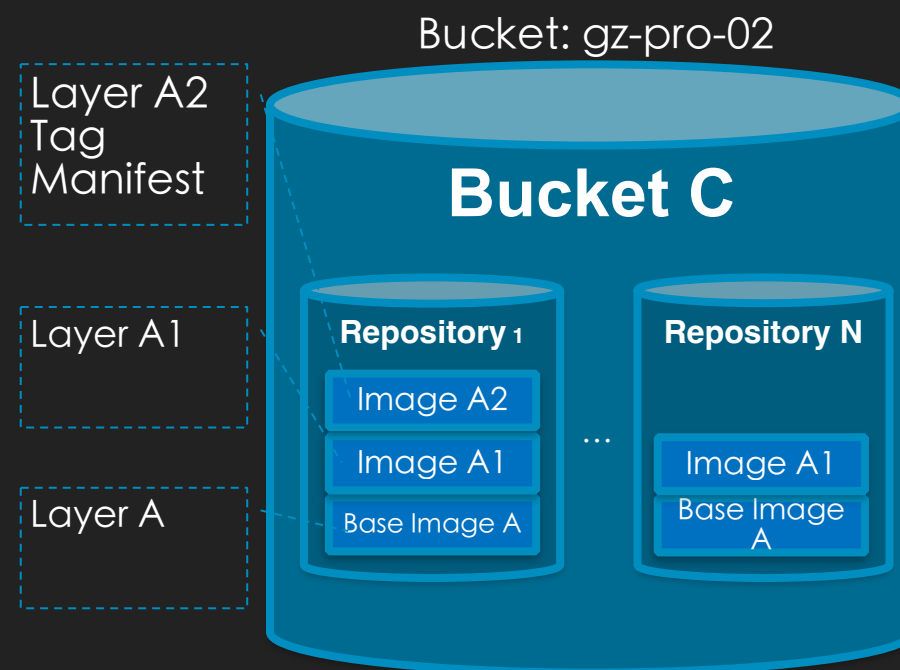 Bucket: gz-pro-02
Layer A2
Tag
Manifest
Bucket C
Layer A1
Repository 1
Repository N
Image A2
...
Image A1
Image A1
Layer A
Base Image A
Base Image
A